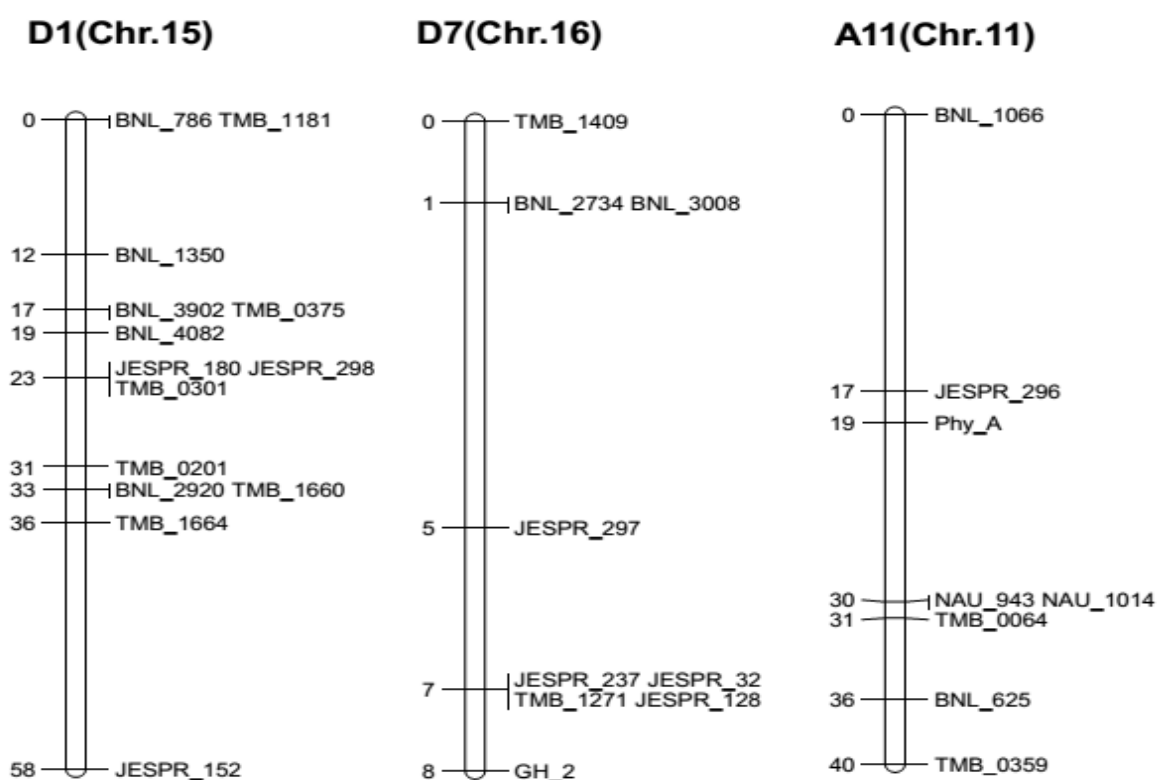 D1(Chr.15)
0 BNL_786 TMB_1181
12 BNL_1350
17 BNL_3902 TMB_0375
19 BNL_4082
23 JESPR_180 JESPR_298
TMB_0301
31 TMB_0201
33 BNL_2920 TMB_1660
36 TMB_1664
58 JESPR_152
D7(Chr.16)
0 TMB_1409
1 BNL_2734 BNL_3008
5 JESPR_297
7 JESPR_237 JESPR_32
TMB_1271 JESPR_128
8 GH_2
A11(Chr.11)
0 BNL_1066
17 JESPR_296
19 Phy_A
30 NAU_943 NAU_1014
31 TMB_0064
36 BNL_625
40 TMB_0359